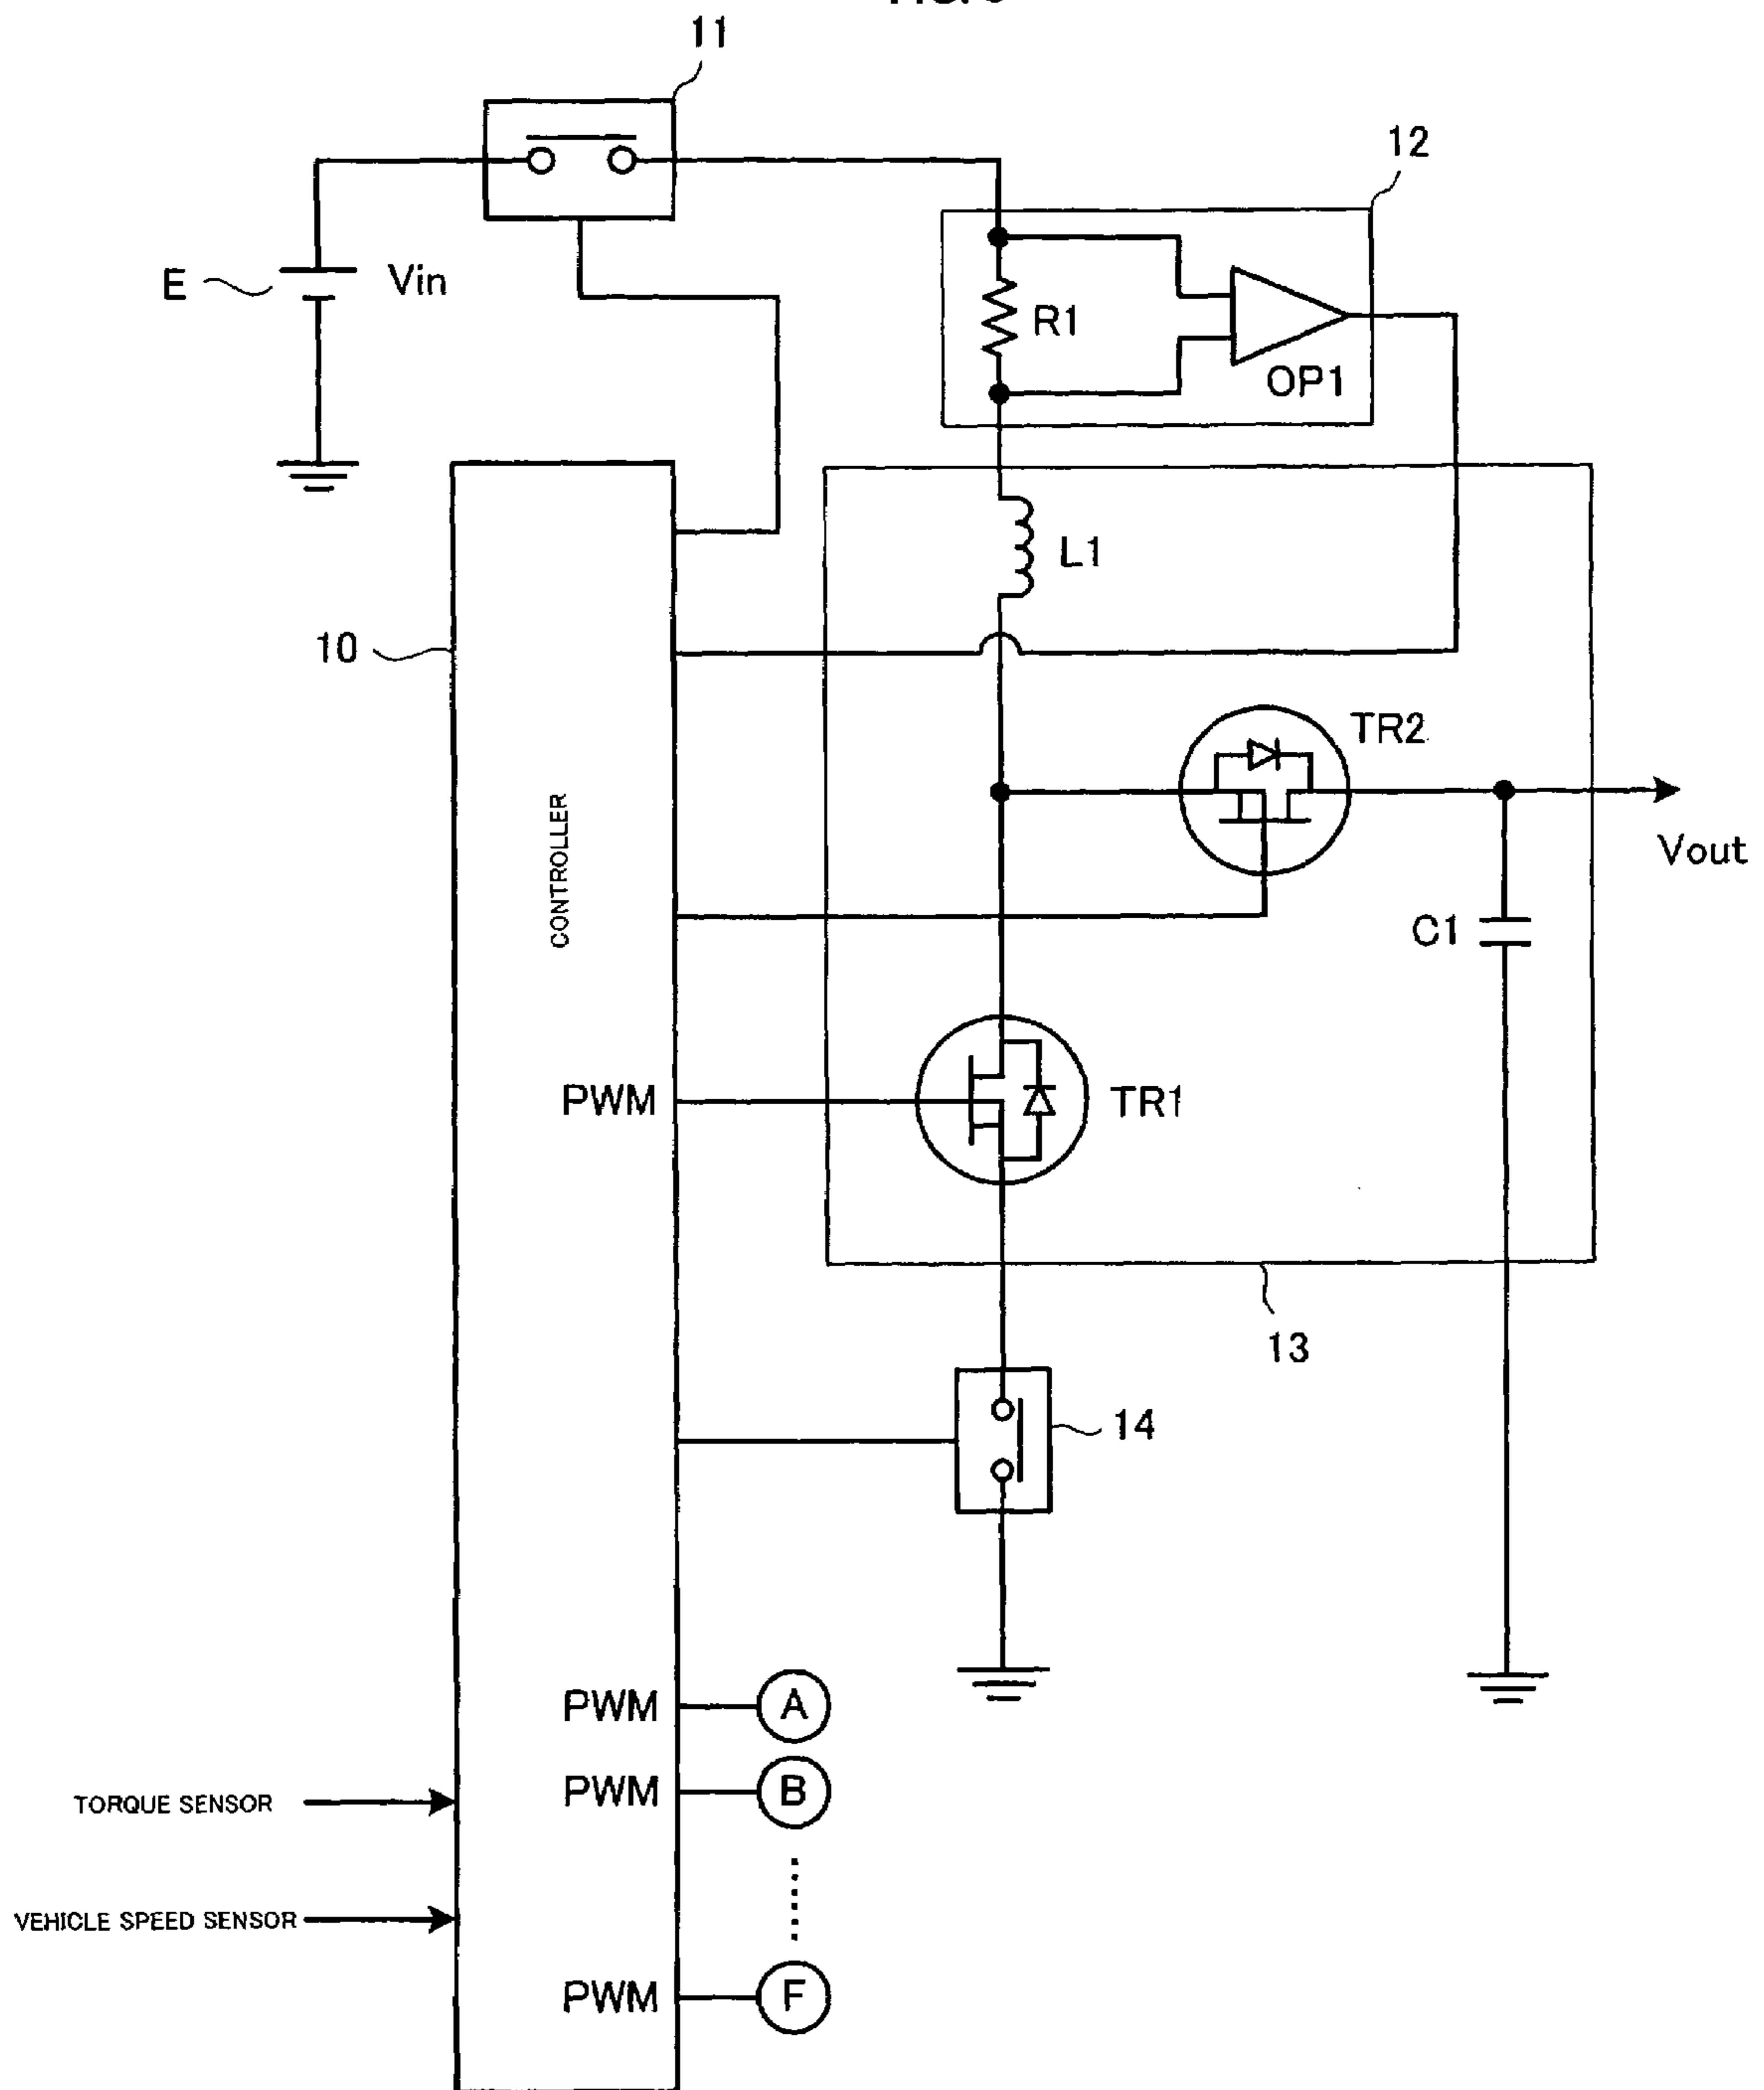 11
12
E
Vin
R1
OP1
L1
10
TR2
CONTROLLER
Vout
C1
PWM
TR1
13
14
PWM
A
PWM
B
TORQUE SENSOR
VEHICLE SPEED SENSOR
PWM
F